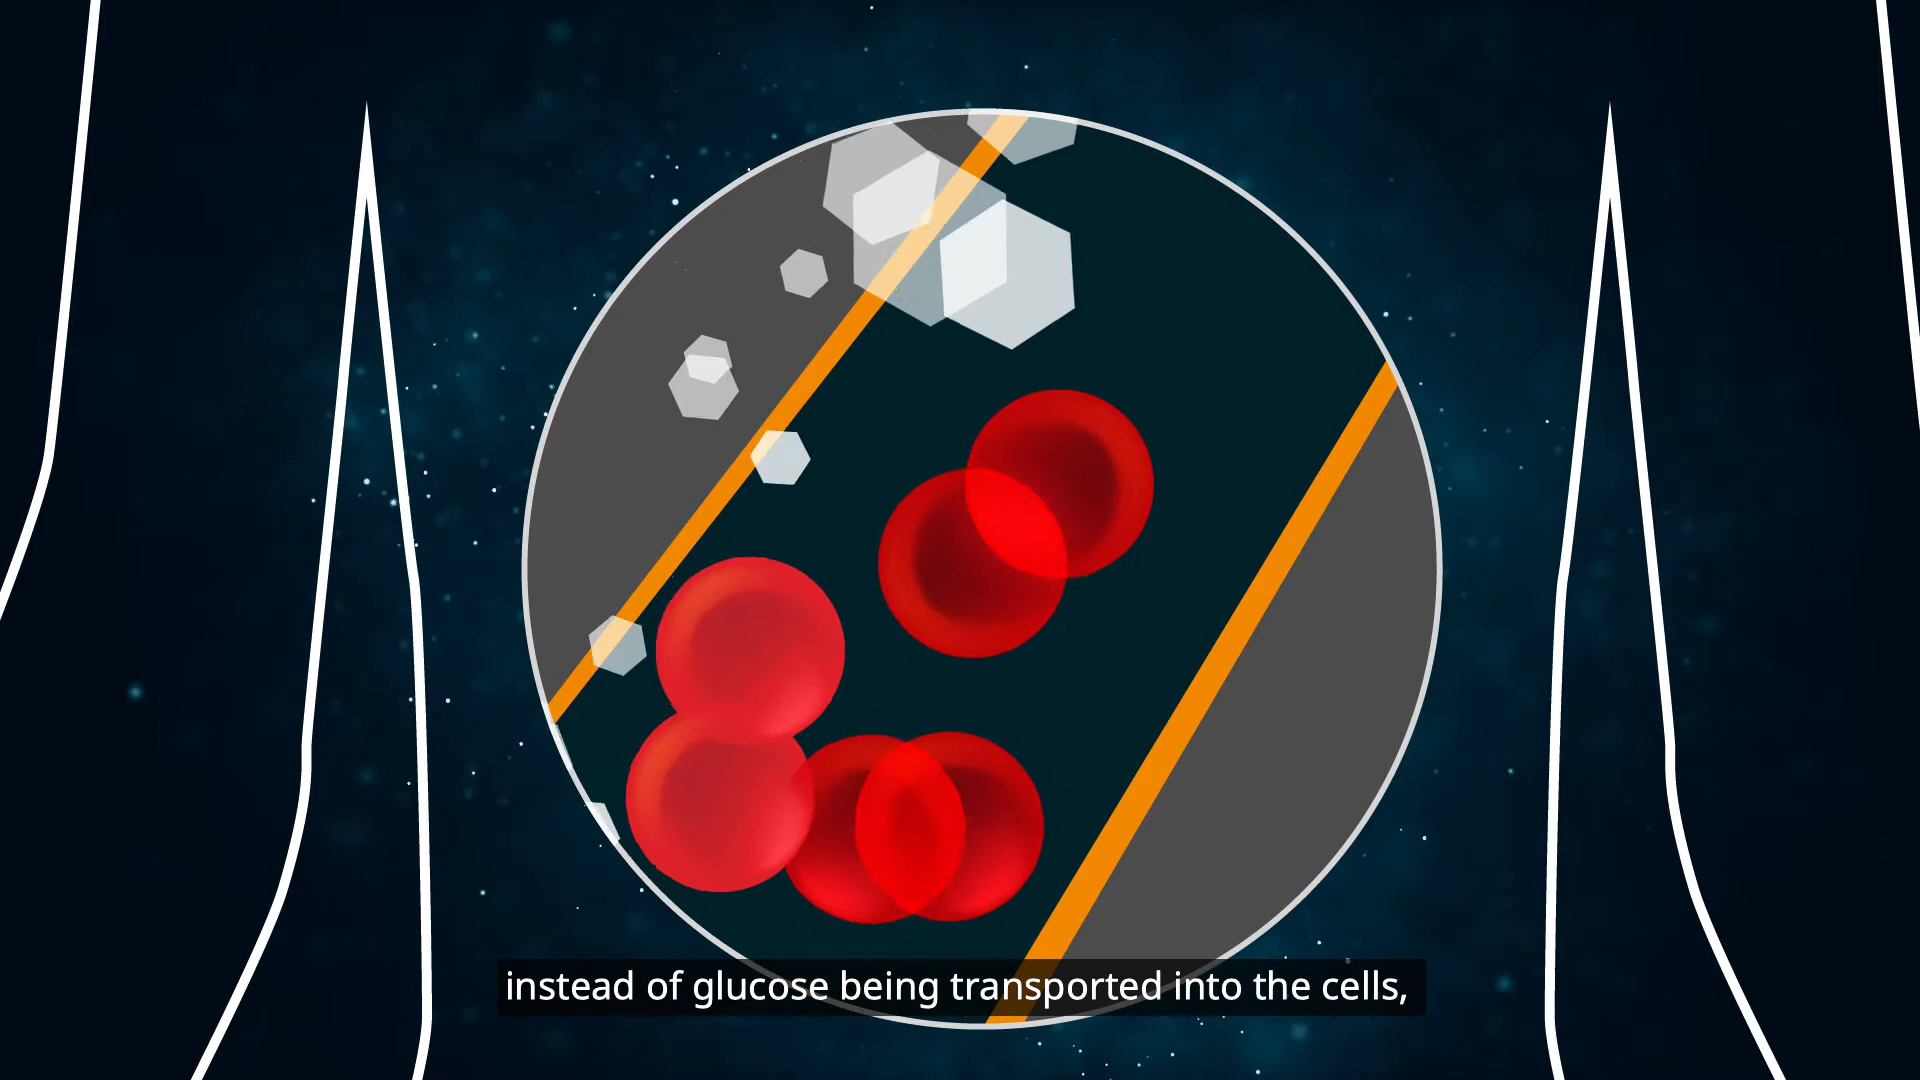 instead of glucose being transported into the cells,